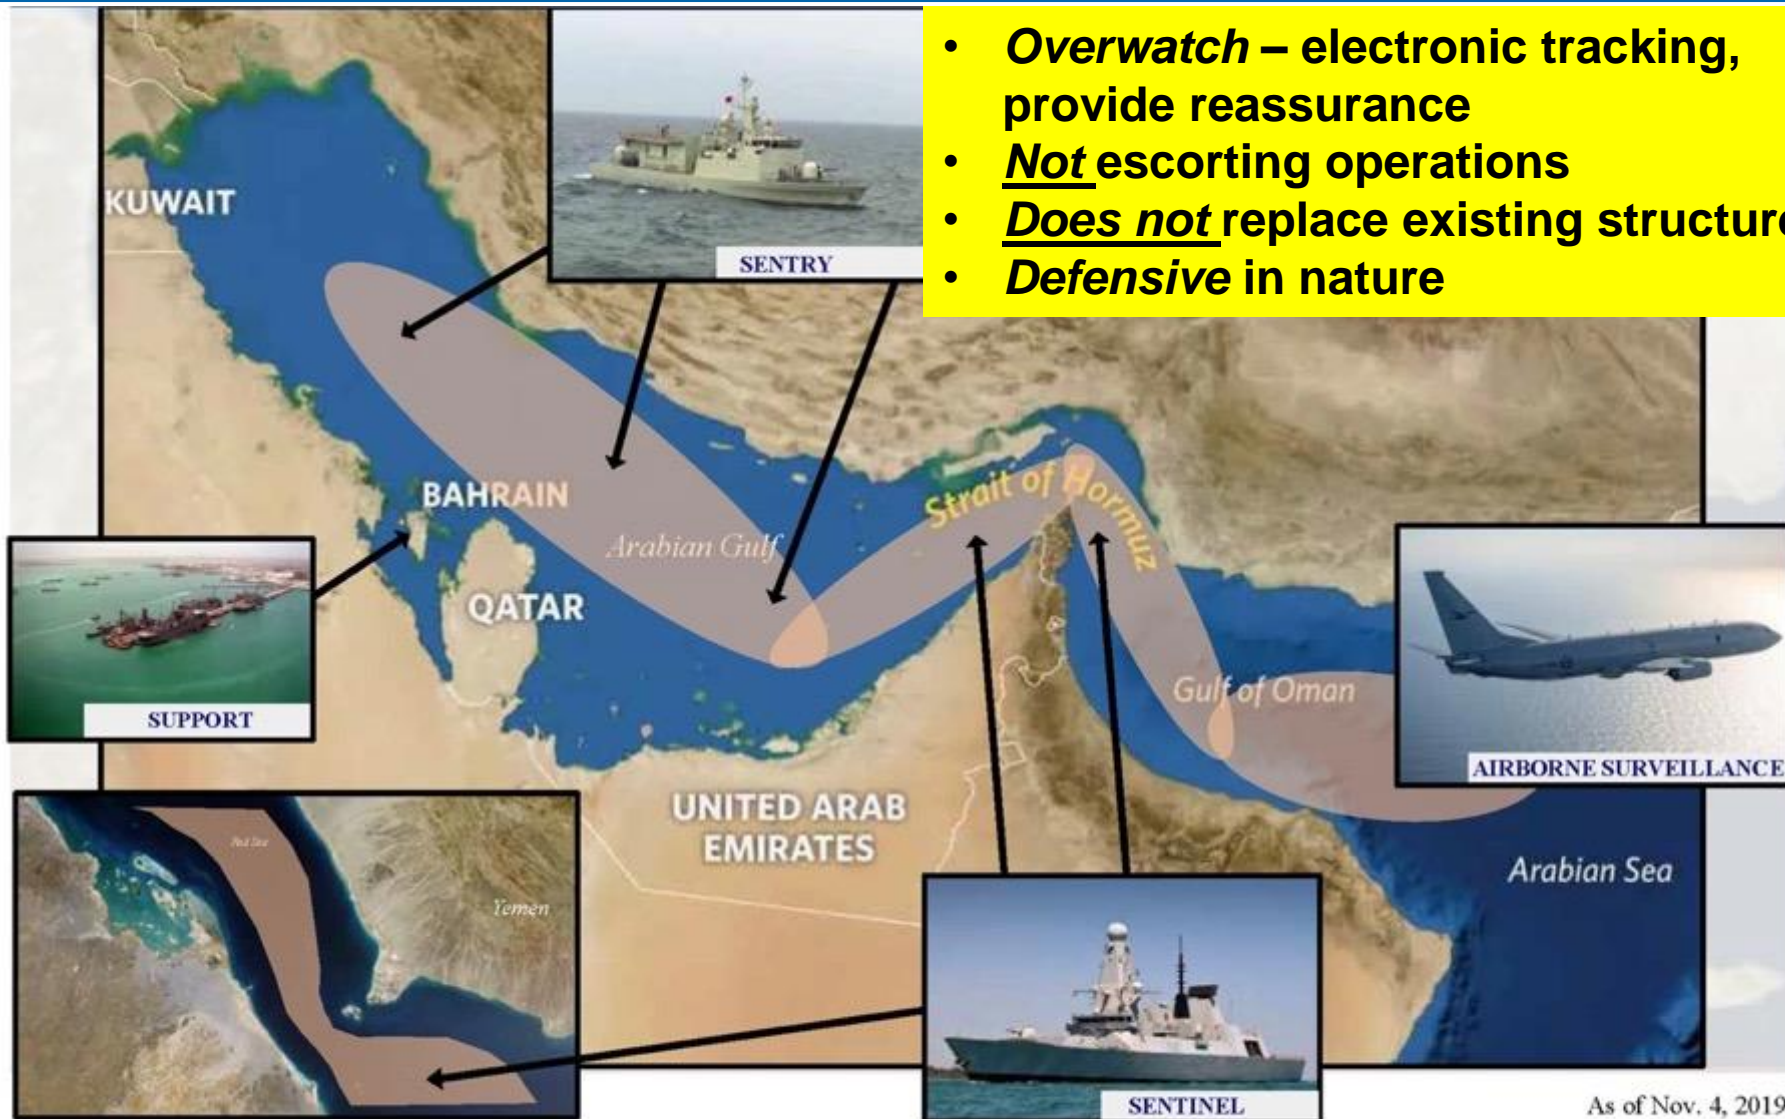 • Overwatch – electronic tracking,
provide reassurance
• Not escorting operations
• Does not replace existing structure
• Defensive in nature
KUWAIT
SENTRY
BAHRAIN
Arabian Gulf
Strait of Hormuz
QATAR
SUPPORT
Gulf of Oman
AIRBORNE SURVEILLANCE
UNITED ARAB
EMIRATES
Arabian Sea
Red Sea
Yemen
SENTINEL
As of Nov. 4, 2019